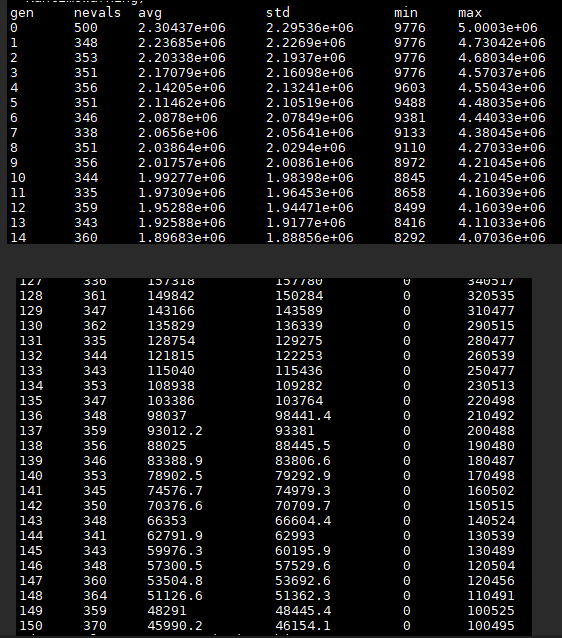 gen nevals avg std min max
0 500 2.30437e+06 2.29536e+06 9776 5.0003e+06
1 348 2.23685e+06 2.2269e+06 9776 4.73042e+06
2 353 2.20338e+06 2.1937e+06 9776 4.68034e+06
3 351 2.17079e+06 2.16098e+06 9776 4.57037e+06
4 356 2.14205e+06 2.13241e+06 9603 4.55043e+06
5 351 2.11462e+06 2.10519e+06 9488 4.48035e+06
6 346 2.0878e+06 2.07849e+06 9381 4.44033e+06
7 338 2.0656e+06 2.05641e+06 9133 4.38045e+06
8 351 2.03864e+06 2.0294e+06 9110 4.27033e+06
9 356 2.01757e+06 2.00861e+06 8972 4.21045e+06
10 344 1.99277e+06 1.98398e+06 8845 4.21045e+06
11 335 1.97309e+06 1.96453e+06 8658 4.16039e+06
12 359 1.95288e+06 1.94471e+06 8499 4.16039e+06
13 343 1.92588e+06 1.9177e+06 8416 4.11033e+06
14 360 1.89683e+06 1.88856e+06 8292 4.07036e+06
127 336 157318 157780 0 340517
128 361 149842 150284 0 320535
129 347 143166 143589 0 310477
130 362 135829 136339 0 290515
131 335 128754 129275 0 280477
132 344 121815 122253 0 260539
133 343 115040 115436 0 250477
134 353 108938 109282 0 230513
135 347 103386 103764 0 220498
136 348 98037 98441.4 0 210492
137 359 93012.2 93381 0 200488
138 356 88025 88445.5 0 190480
139 346 83388.9 83806.6 0 180487
140 353 78902.5 79292.9 0 170498
141 345 74576.7 74979.3 0 160502
142 350 70376.6 70709.7 0 150515
143 348 66353 66604.4 0 140524
144 341 62791.9 62993 0 130539
145 343 59976.3 60195.9 0 130489
146 348 57300.5 57529.6 0 120504
147 360 53504.8 53692.6 0 120456
148 364 51126.6 51362.3 0 110491
149 359 48291 48445.4 0 100525
150 370 45990.2 46154.1 0 100495